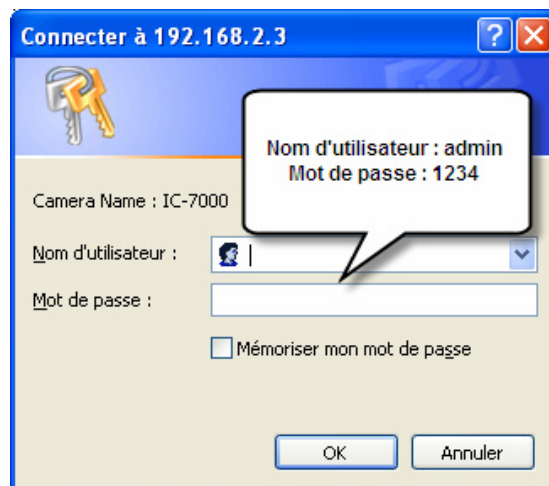 Connecter à 192.168.2.3
Nom d'utilisateur : admin
Mot de passe : 1234
Camera Name : IC-7000
Nom d'utilisateur :
Mot de passe :
Mémoriser mon mot de passe
OK Annuler